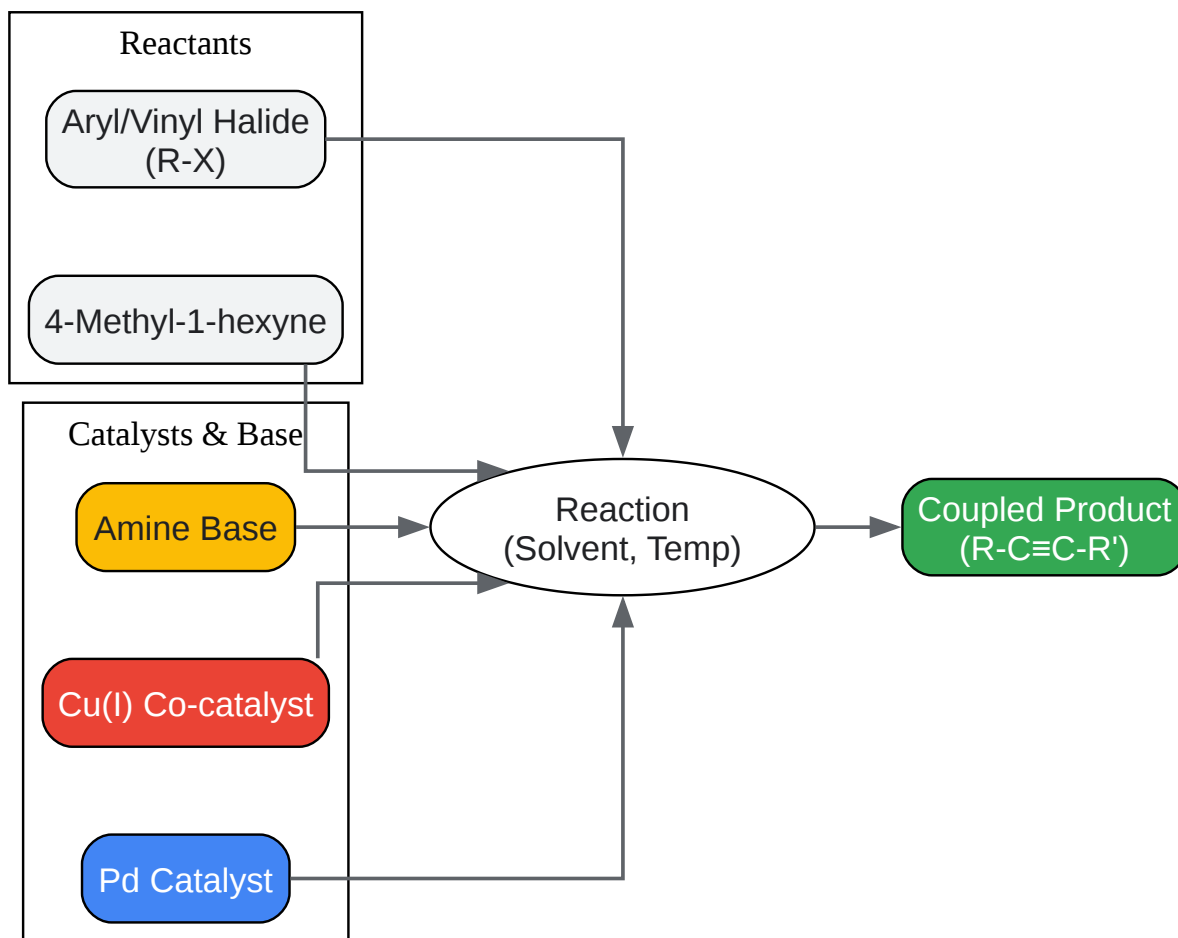 Reactants
Aryl/Vinyl Halide
(R-X)
4-Methyl-1-hexyne
Catalysts & Base
Amine Base
Cu(I) Co-catalyst
Pd Catalyst
Reaction
(Solvent, Temp)
Coupled Product
(R-C≡C-R')